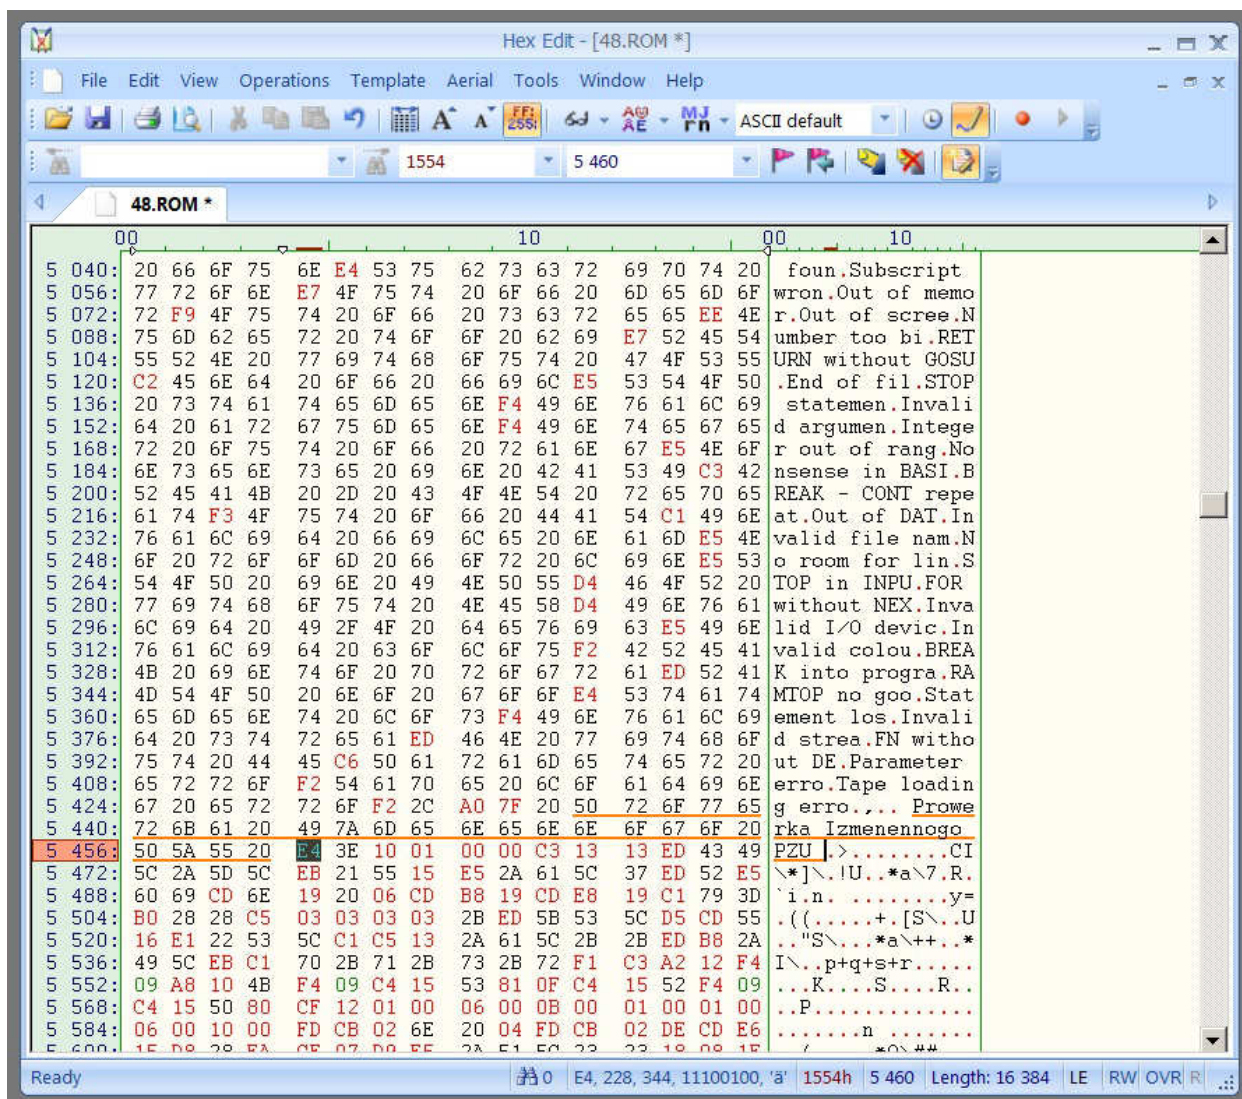 Hex Edit - [48.ROM *]
File Edit View Operations Template Aerial Tools Window Help
ASCII default
1554 5 460
48.ROM *
00 10 00 10
5 040: 20 66 6F 75 6E E4 53 75 62 73 63 72 69 70 74 20 foun.Subscript
5 056: 77 72 6F 6E E7 4F 75 74 20 6F 66 20 6D 65 6D 6F wron.Out of memo
5 072: 72 F9 4F 75 74 20 6F 66 20 73 63 72 65 65 EE 4E r.Out of scree.N
5 088: 75 6D 62 65 72 20 74 6F 6F 20 62 69 E7 52 45 54 umber too bi.RET
5 104: 55 52 4E 20 77 69 74 68 6F 75 74 20 47 4F 53 55 URN without GOSU
5 120: C2 45 6E 64 20 6F 66 20 66 69 6C E5 53 54 4F 50 .End of fil.STOP
5 136: 20 73 74 61 74 65 6D 65 6E F4 49 6E 76 61 6C 69 statemen.Invali
5 152: 64 20 61 72 67 75 6D 65 6E F4 49 6E 74 65 67 65 d argumen.Intege
5 168: 72 20 6F 75 74 20 6F 66 20 72 61 6E 67 E5 4E 6F r out of rang.No
5 184: 6E 73 65 6E 73 65 20 69 6E 20 42 41 53 49 C3 42 nsense in BASI.B
5 200: 52 45 41 4B 20 2D 20 43 4F 4E 54 20 72 65 70 65 REAK - CONT repe
5 216: 61 74 F3 4F 75 74 20 6F 66 20 44 41 54 C1 49 6E at.Out of DAT.In
5 232: 76 61 6C 69 64 20 66 69 6C 65 20 6E 61 6D E5 4E valid file nam.N
5 248: 6F 20 72 6F 6F 6D 20 66 6F 72 20 6C 69 6E E5 53 o room for lin.S
5 264: 54 4F 50 20 69 6E 20 49 4E 50 55 D4 46 4F 52 20 TOP in INPU.FOR
5 280: 77 69 74 68 6F 75 74 20 4E 45 58 D4 49 6E 76 61 without NEX.Inva
5 296: 6C 69 64 20 49 2F 4F 20 64 65 76 69 63 E5 49 6E lid I/O devic.In
5 312: 76 61 6C 69 64 20 63 6F 6C 6F 75 F2 42 52 45 41 valid colou.BREA
5 328: 4B 20 69 6E 74 6F 20 70 72 6F 67 72 61 ED 52 41 K into progra.RA
5 344: 4D 54 4F 50 20 6E 6F 20 67 6F 6F E4 53 74 61 74 MTOP no goo.Stat
5 360: 65 6D 65 6E 74 20 6C 6F 73 F4 49 6E 76 61 6C 69 ement los.Invali
5 376: 64 20 73 74 72 65 61 ED 46 4E 20 77 69 74 68 6F d strea.FN witho
5 392: 75 74 20 44 45 C6 50 61 72 61 6D 65 74 65 72 20 ut DE.Parameter
5 408: 65 72 72 6F F2 54 61 70 65 20 6C 6F 61 64 69 6E erro.Tape loadin
5 424: 67 20 65 72 72 6F F2 2C A0 7F 20 50 72 6F 77 65 g erro.,.. Prowe
5 440: 72 6B 61 20 49 7A 6D 65 6E 65 6E 6E 6F 67 6F 20 rka Izmenennogo
5 456: 50 5A 55 20 E4 3E 10 01 00 00 C3 13 13 ED 43 49 PZU .>........CI
5 472: 5C 2A 5D 5C EB 21 55 15 E5 2A 61 5C 37 ED 52 E5 \*]\.!U..*a\7.R.
5 488: 60 69 CD 6E 19 20 06 CD B8 19 CD E8 19 C1 79 3D `i.n. ........y=
5 504: B0 28 28 C5 03 03 03 03 2B ED 5B 53 5C D5 CD 55 .((.....+.[S\..U
5 520: 16 E1 22 53 5C C1 C5 13 2A 61 5C 2B 2B ED B8 2A .."S\...*a\++..*
5 536: 49 5C EB C1 70 2B 71 2B 73 2B 72 F1 C3 A2 12 F4 I\..p+q+s+r.....
5 552: 09 A8 10 4B F4 09 C4 15 53 81 0F C4 15 52 F4 09 ...K....S....R..
5 568: C4 15 50 80 CF 12 01 00 06 00 0B 00 01 00 01 00 ..P.............
5 584: 06 00 10 00 FD CB 02 6E 20 04 FD CB 02 DE CD E6 .......n .......
Ready 0 E4, 228, 344, 11100100, 'ä' 1554h 5 460 Length: 16 384 LE RW OVR R